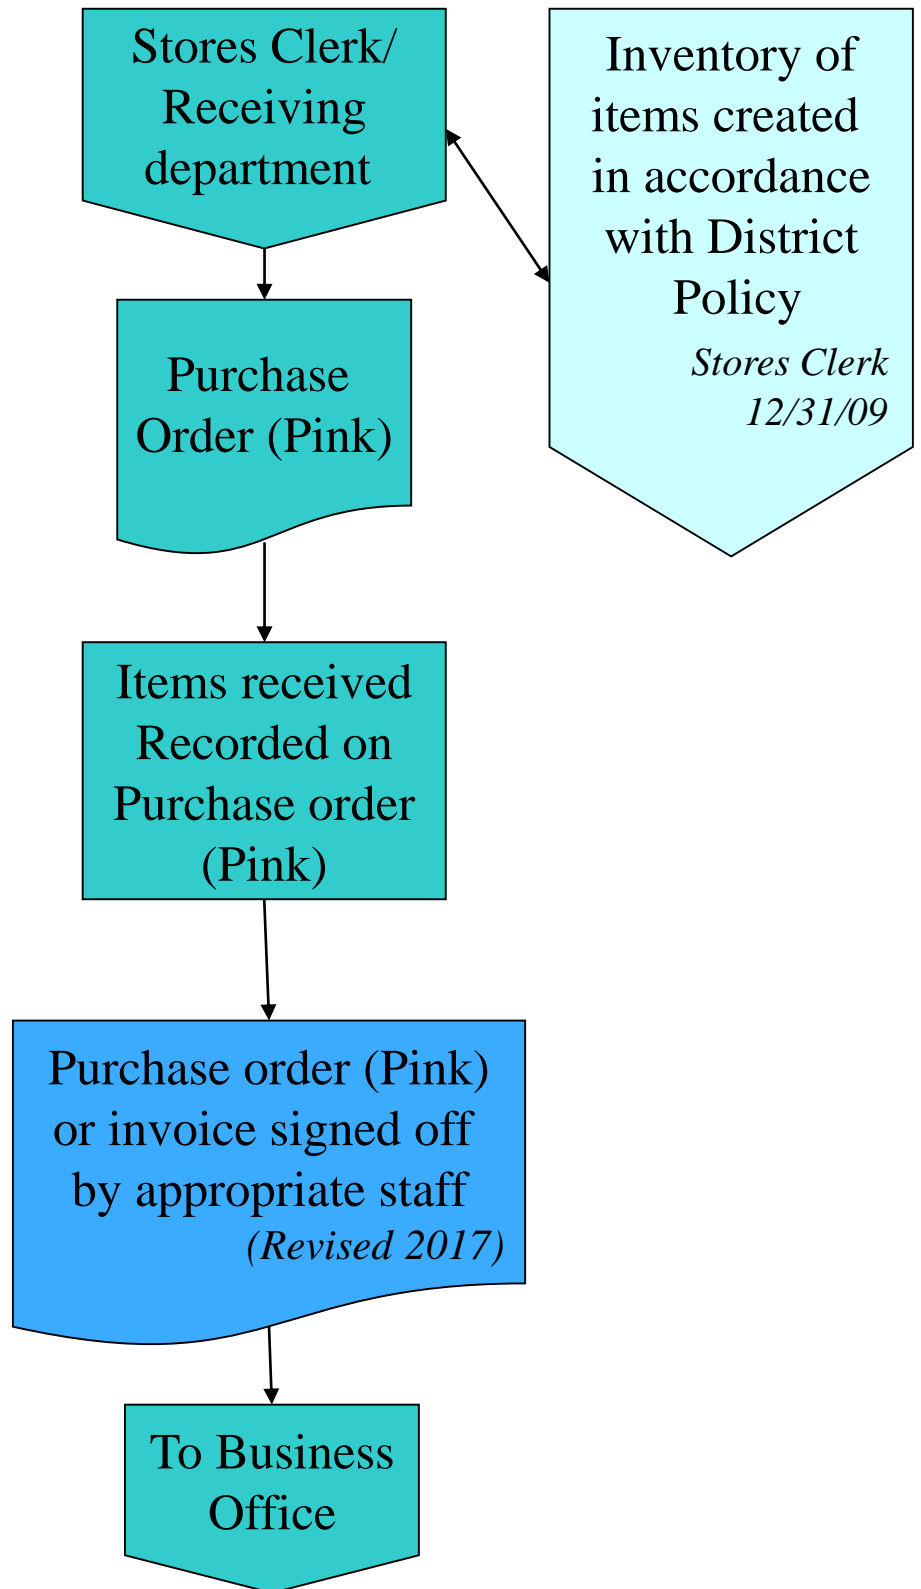 Stores Clerk/
Receiving
department
Inventory of
items created
in accordance
with District
Policy
Stores Clerk
12/31/09
Purchase
Order (Pink)
Items received
Recorded on
Purchase order
(Pink)
Purchase order (Pink)
or invoice signed off
by appropriate staff
(Revised 2017)
To Business
Office